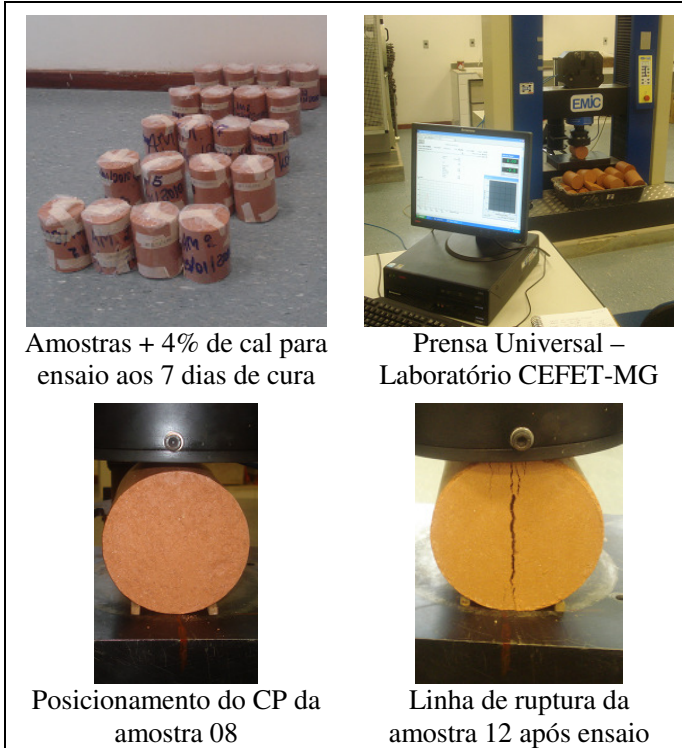 EMIC
Amostras + 4% de cal para
ensaio aos 7 dias de cura
Prensa Universal –
Laboratório CEFET-MG
Posicionamento do CP da
amostra 08
Linha de ruptura da
amostra 12 após ensaio